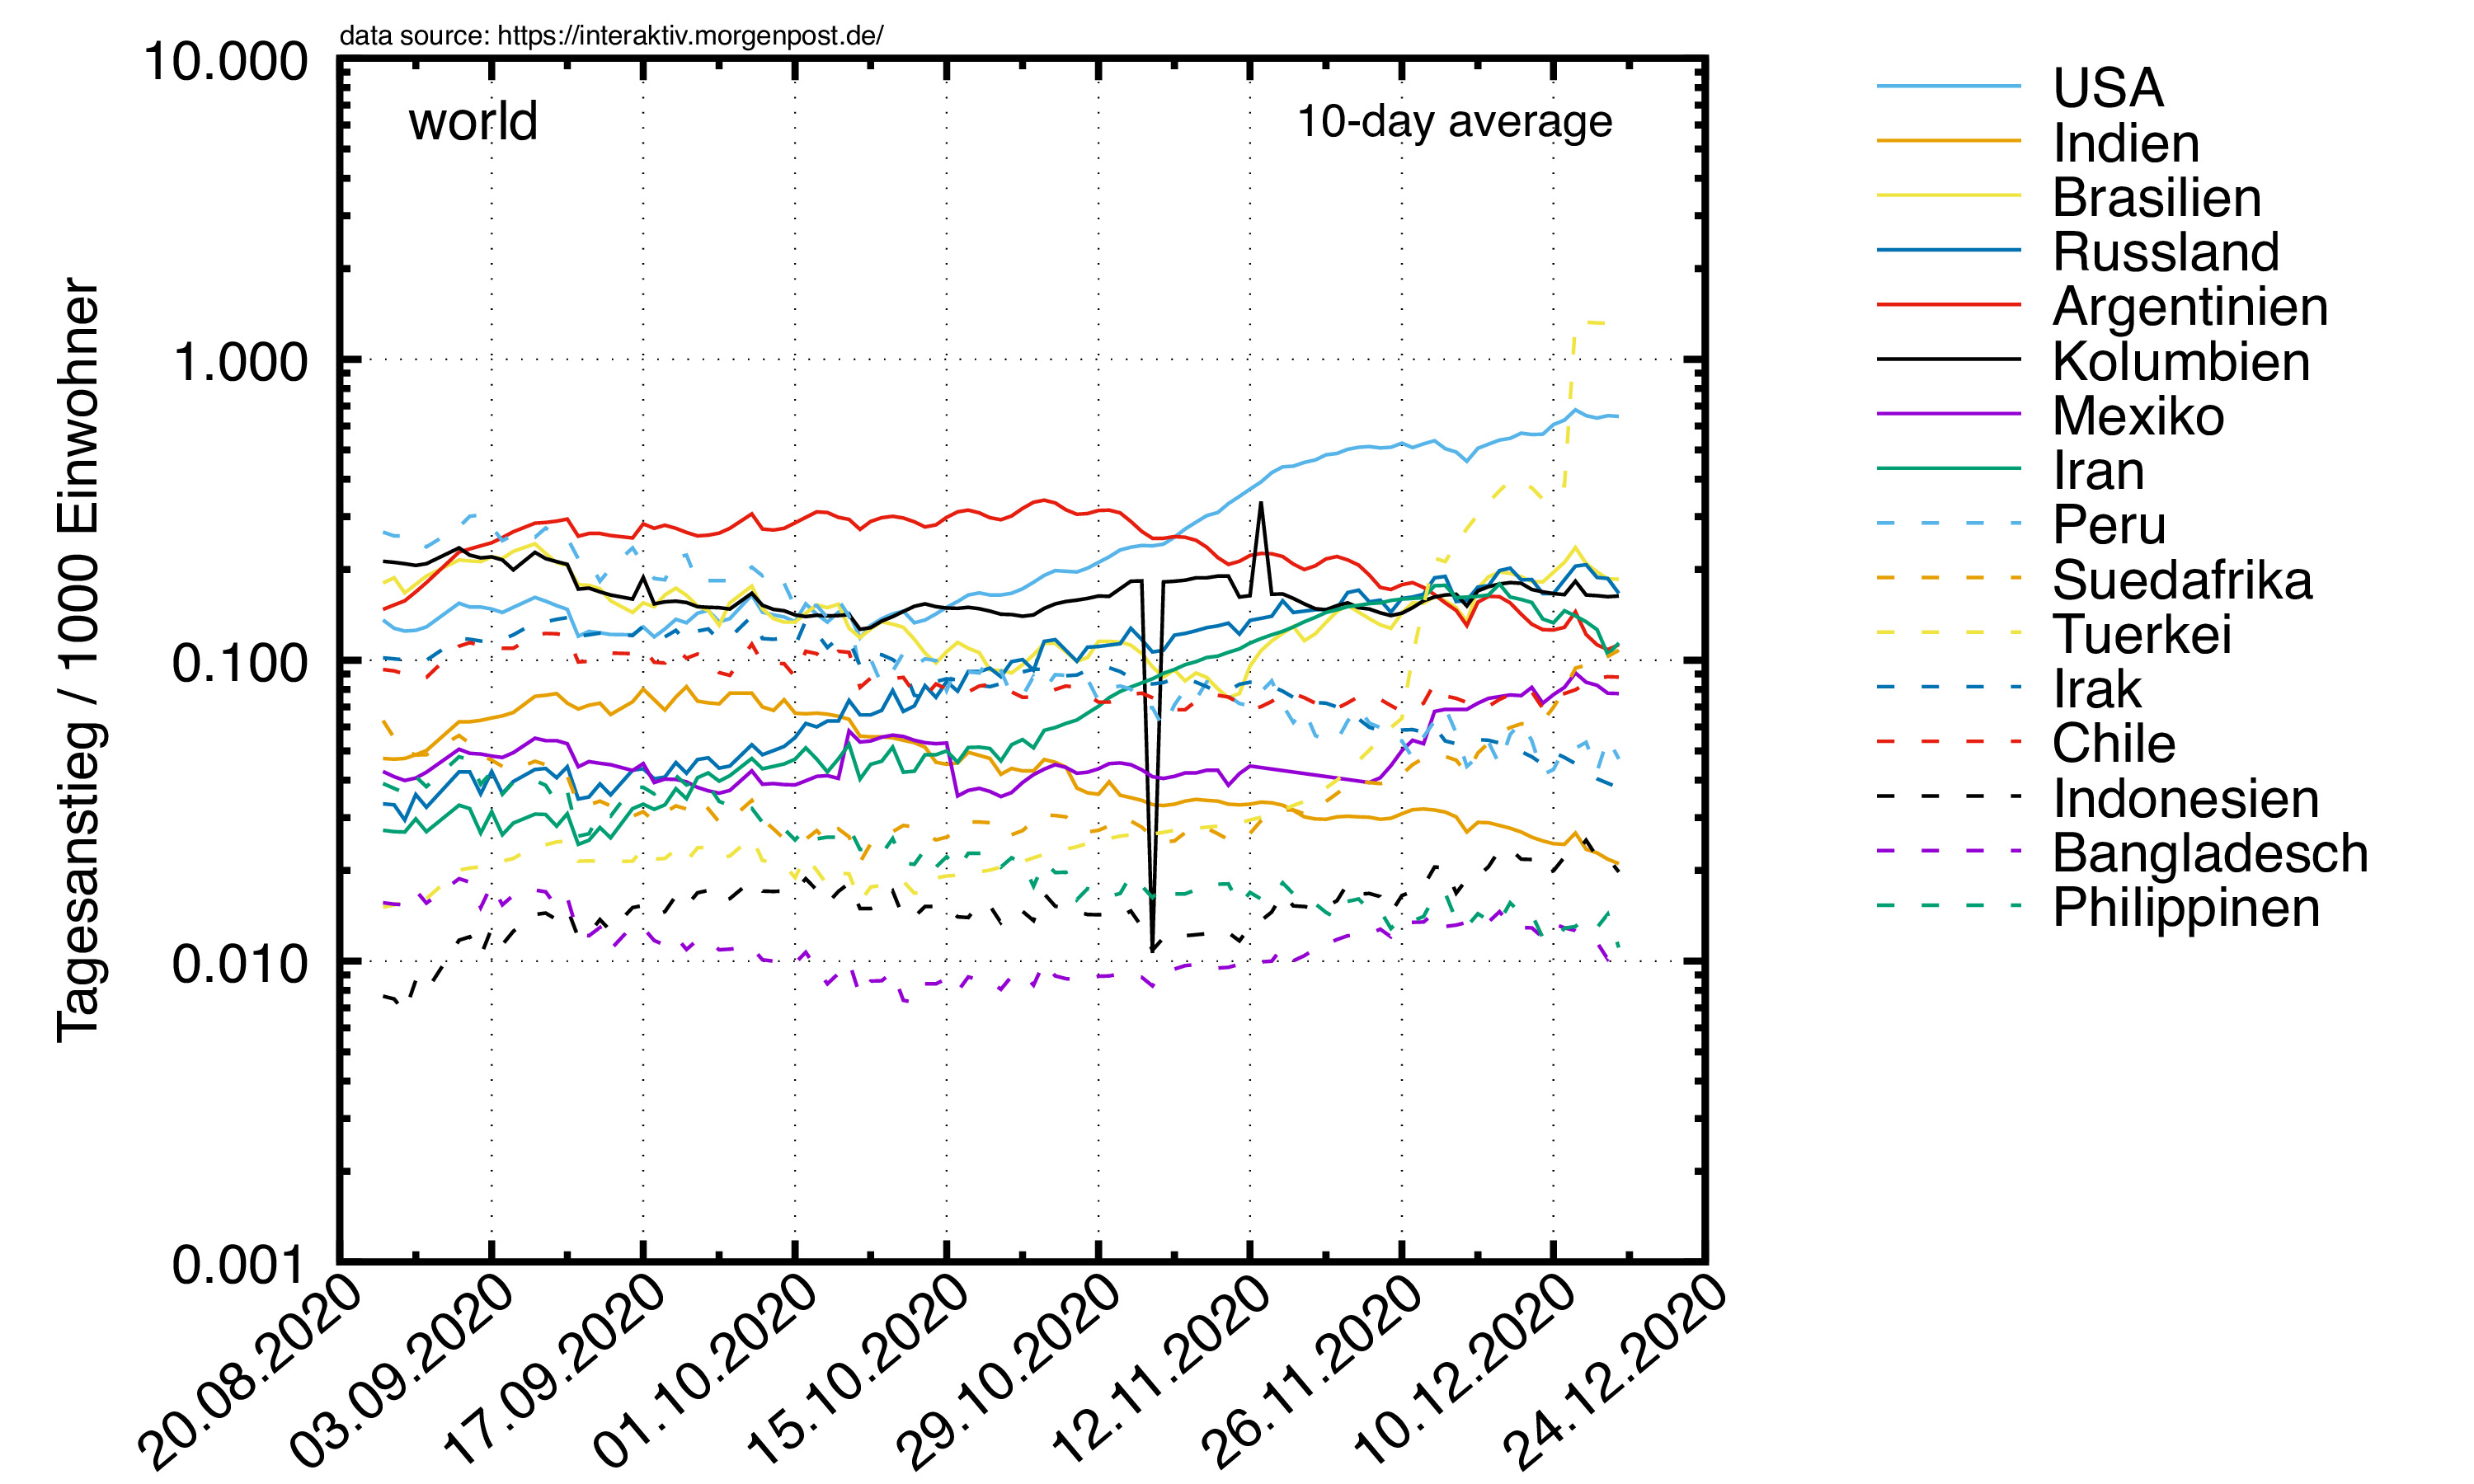 data source: https://interaktiv.morgenpost.de/
world
10-day average
Tagesanstieg / 1000 Einwohner
10.000
1.000
0.100
0.010
0.001
20.08.2020
03.09.2020
17.09.2020
01.10.2020
15.10.2020
29.10.2020
12.11.2020
26.11.2020
10.12.2020
24.12.2020
USA
Indien
Brasilien
Russland
Argentinien
Kolumbien
Mexiko
Iran
Peru
Suedafrika
Tuerkei
Irak
Chile
Indonesien
Bangladesch
Philippinen